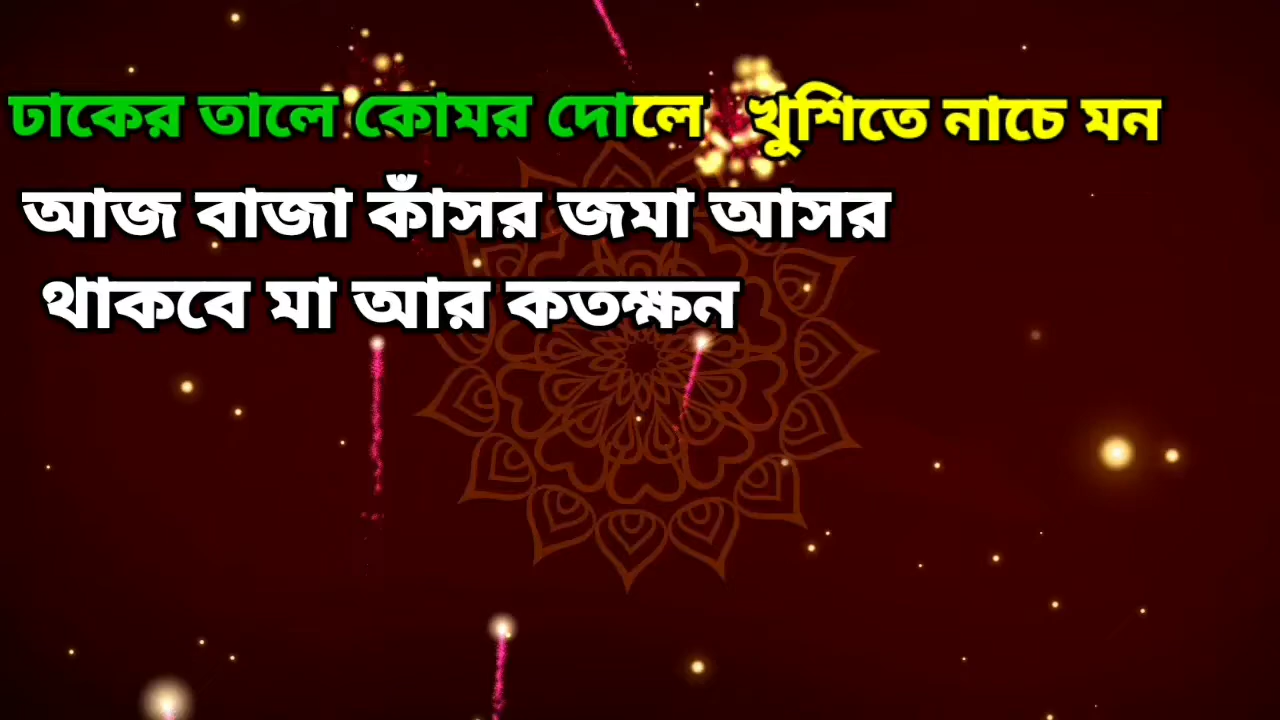 ঢাকের তালে কোমর দোলে খুশিতে নাচে মন
আজ বাজা কাঁসর জমা আসর
থাকবে মা আর কতক্ষন